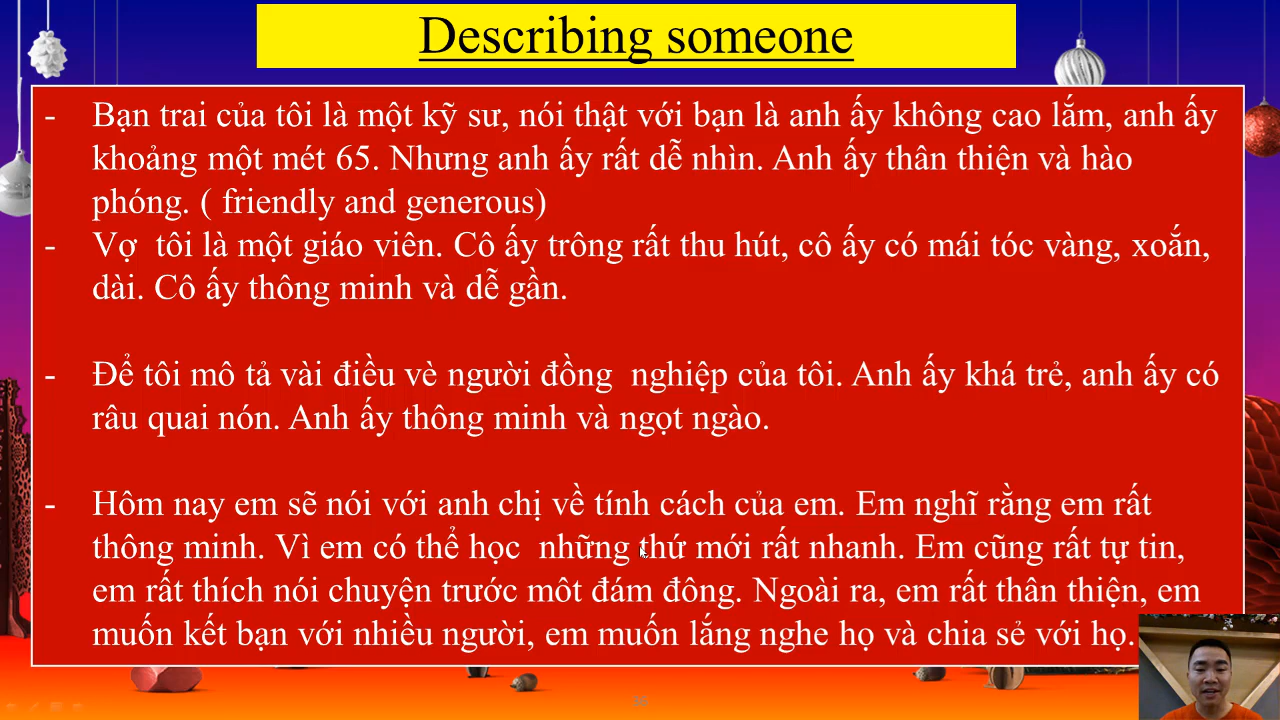 Describing someone
- Bạn trai của tôi là một kỹ sư, nói thật với bạn là anh ấy không cao lắm, anh ấy
khoảng một mét 65. Nhưng anh ấy rất dễ nhìn. Anh ấy thân thiện và hào
phóng. ( friendly and generous)
- Vợ tôi là một giáo viên. Cô ấy trông rất thu hút, cô ấy có mái tóc vàng, xoắn,
dài. Cô ấy thông minh và dễ gần.
- Để tôi mô tả vài điều vè người đồng nghiệp của tôi. Anh ấy khá trẻ, anh ấy có
râu quai nón. Anh ấy thông minh và ngọt ngào.
- Hôm nay em sẽ nói với anh chị về tính cách của em. Em nghĩ rằng em rất
thông minh. Vì em có thể học những thứ mới rất nhanh. Em cũng rất tự tin,
em rất thích nói chuyện trước môt đám đông. Ngoài ra, em rất thân thiện, em
muốn kết bạn với nhiều người, em muốn lắng nghe họ và chia sẻ với họ.